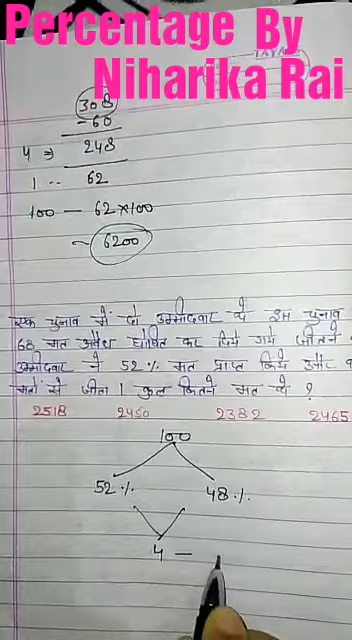 Percentage By
Niharika Rai
308
-60
4 ⇒ 248
1 -- 62
100 — 62×100
~ 6200
एक चुनाव में दो उम्मीदवार थे इस चुनाव
68 मत अवैध घोषित कर दिये गये जीतने
उम्मीदवार ने 52% मत प्राप्त किये और
मतों से जीता। कुल कितने मत थे ?
2518 2450 2382 2465
100
52% 48%
4 —